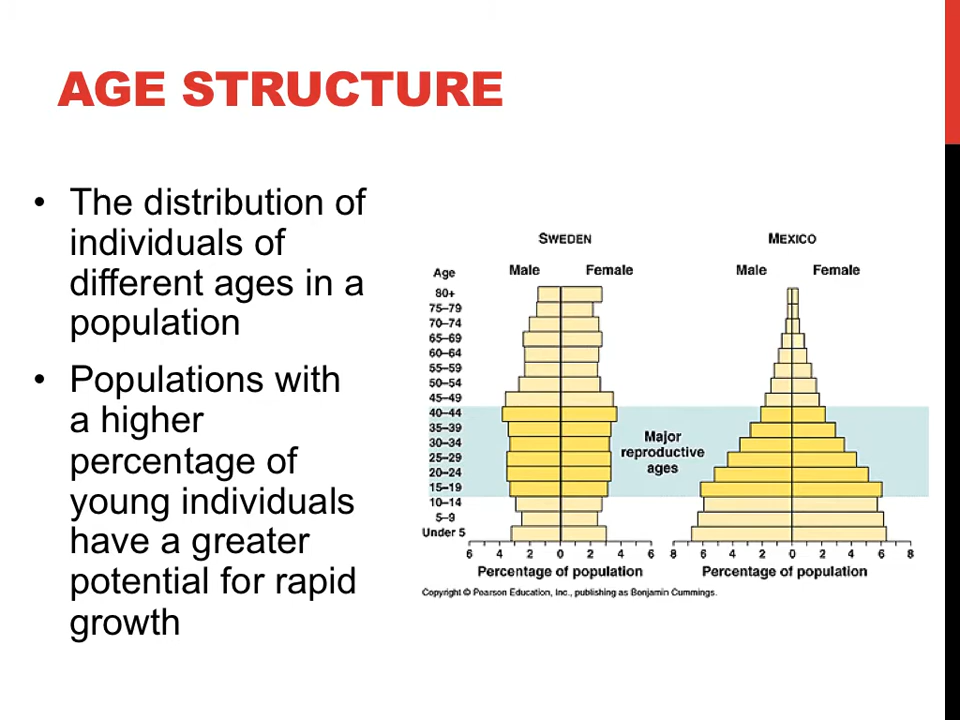 AGE STRUCTURE
• The distribution of
individuals of
different ages in a
population
• Populations with
a higher
percentage of
young individuals
have a greater
potential for rapid
growth
SWEDEN
MEXICO
Age
Male
Female
Male
Female
80+
75–79
70–74
65–69
60–64
55–59
50–54
45–49
40–44
35–39
30–34
25–29
20–24
15–19
10–14
5–9
Under 5
Major
reproductive
ages
6 4 2 0 2 4 6
8 6 4 2 0 2 4 6 8
Percentage of population
Percentage of population
Copyright © Pearson Education, Inc., publishing as Benjamin Cummings.